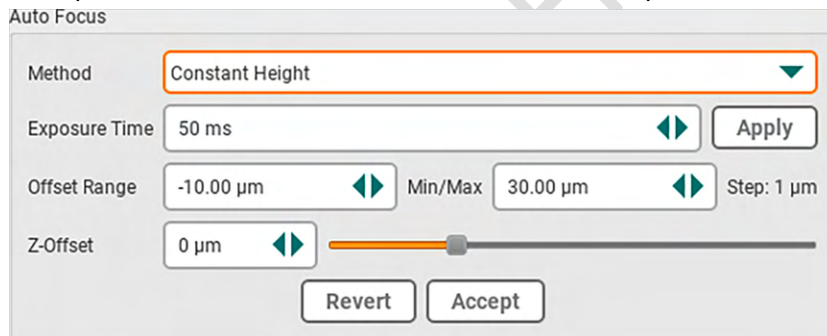 Auto Focus
Method Constant Height
Exposure Time 50 ms Apply
Offset Range -10.00 µm Min/Max 30.00 µm Step: 1 µm
Z-Offset 0 µm
Revert Accept